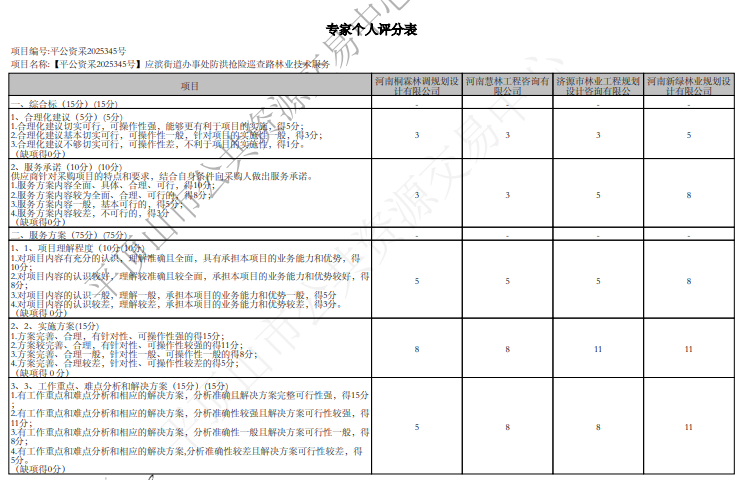 专家个人评分表
项目编号:平公资采2025345号
项目名称:【平公资采2025345号】应滨街道办事处防洪抢险巡查路林业技术服务
项目 河南桐霖林调规划设计有限公司 河南慧林工程咨询有限公司 济源市林业工程规划设计咨询有限公 河南新绿林业规划设计有限公司
一、综合标（15分）(15分) - - - -
1、合理化建议（5分）(5分)
1.合理化建议切实可行，可操作性强，能够更有利于项目的实施，得5分；
2.合理化建议基本切实可行，可操作性一般，针对项目的实施性一般，得3分；
3.合理化建议不够切实可行，可操作性差，不利于项目的实施性，得1分。
（缺项得0分）
3 3 3 5
2、服务承诺（10分）(10分)
供应商针对采购项目的特点和要求，结合自身条件向采购人做出服务承诺。
1.服务方案内容全面、具体、合理、可行，得10分；
2.服务方案内容较为全面、合理、可行的，得8分；
3.服务方案内容一般，基本可行的，得5分；
4.服务方案内容较差，不可行的，得3分
（缺项得0分）
3 3 5 8
二、服务方案（75分）(75分) - - - -
1、1、项目理解程度（10分)(10分)
1.对项目内容有充分的认识，理解准确且全面，具有承担本项目的业务能力和优势，得
10分；
2.对项目内容的认识较好，理解较准确且较全面，承担本项目的业务能力和优势较好，得
8分；
3.对项目内容的认识一般，理解一般，承担本项目的业务能力和优势一般，得5分
4.对项目内容的认识较差，理解较差，承担本项目的业务能力和优势较差，得3分。
（缺项得 0分）
5 5 5 8
2、2、实施方案(15分)
1.方案完善、合理，有针对性、可操作性强的得15分；
2.方案较完善、合理，有针对性、可操作性较强的得11分；
3.方案完善、合理一般，针对性一般、可操作性一般的得8分；
4.方案完善、合理较差，针对性、可操作性较差的得5分；
（缺项得 0 分）
8 8 11 11
3、3、工作重点、难点分析和解决方案（15分）(15分)
1.有工作重点和难点分析和相应的解决方案，分析准确且解决方案完整可行性强，得15分
；
2.有工作重点和难点分析和相应的解决方案，分析准确性较强且解决方案可行性较强，得
11分；
3.有工作重点和难点分析和相应的解决方案，分析准确性一般且解决方案可行性一般，得
8分；
4.有工作重点和难点分析和相应的解决方案,分析准确性较差且解决方案可行性较差，得
5分。
（缺项得0分）
5 8 8 11
平顶山市公共资源交易中心
平顶山市公共资源交易中心